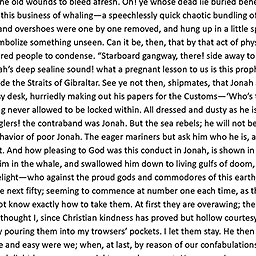 he old wounds to bleed afresh. Oh! ye whose dead lie buried bene
this business of whaling—a speechlessly quick chaotic bundling of
and overshoes were one by one removed, and hung up in a little s
mbolize something unseen. Can it be, then, that by that act of phys
red people to condense. “Starboard gangway, there! side away to
ah’s deep sealine sound! what a pregnant lesson to us is this proph
de the Straits of Gibraltar. See ye not then, shipmates, that Jonah
sy desk, hurriedly making out his papers for the Customs—‘Who’s t
g never allowed to be locked within. All dressed and dusty as he is
glers! the contraband was Jonah. But the sea rebels; he will not be
havior of poor Jonah. The eager mariners but ask him who he is, a
t. And how pleasing to God was this conduct in Jonah, is shown in
im in the whale, and swallowed him down to living gulfs of doom,
elight—who against the proud gods and commodores of this earth
e next fifty; seeming to commence at number one each time, as th
not know exactly how to take them. At first they are overawing; the
thought I, since Christian kindness has proved but hollow courtesy
y pouring them into my trowsers’ pockets. I let them stay. He then
e and easy were we; when, at last, by reason of our confabulations